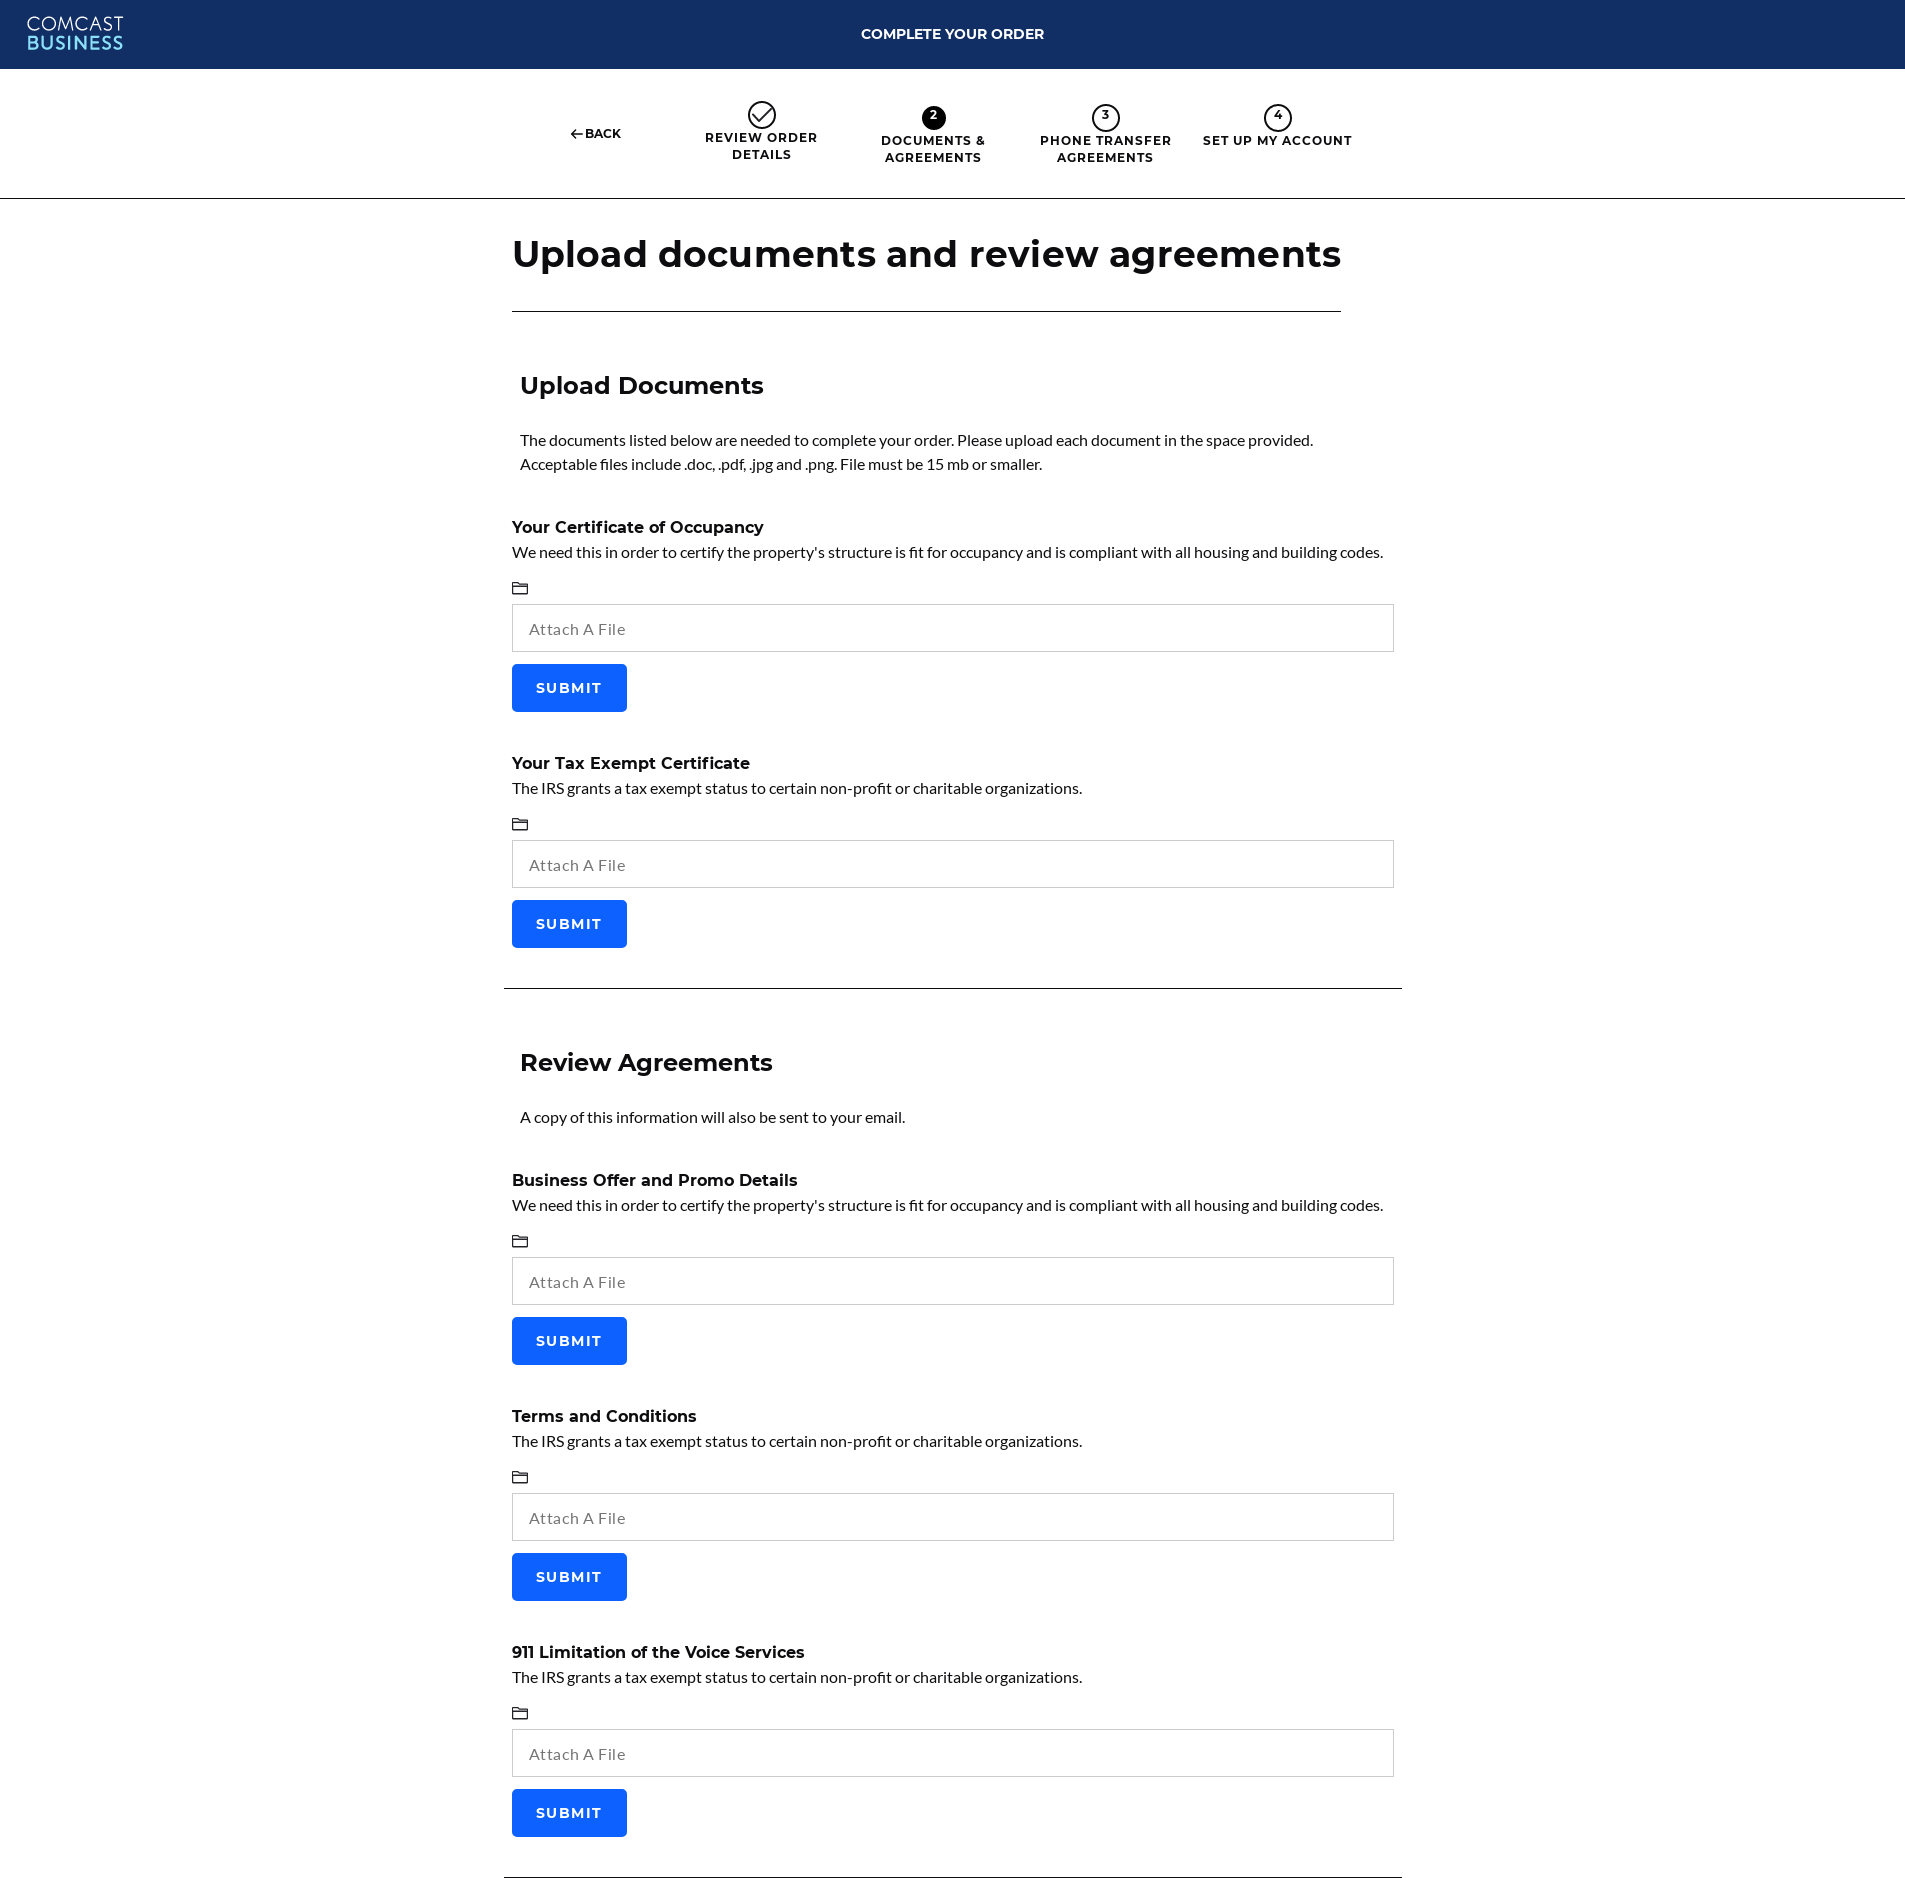 COMCAST
BUSINESS
COMPLETE YOUR ORDER
BACK
REVIEW ORDER
DETAILS
2
DOCUMENTS &
AGREEMENTS
3
PHONE TRANSFER
AGREEMENTS
4
SET UP MY ACCOUNT
Upload documents and review agreements
Upload Documents
The documents listed below are needed to complete your order. Please upload each document in the space provided.
Acceptable files include .doc, .pdf, .jpg and .png. File must be 15 mb or smaller.
Your Certificate of Occupancy
We need this in order to certify the property's structure is fit for occupancy and is compliant with all housing and building codes.
Attach A File
SUBMIT
Your Tax Exempt Certificate
The IRS grants a tax exempt status to certain non-profit or charitable organizations.
Attach A File
SUBMIT
Review Agreements
A copy of this information will also be sent to your email.
Business Offer and Promo Details
We need this in order to certify the property's structure is fit for occupancy and is compliant with all housing and building codes.
Attach A File
SUBMIT
Terms and Conditions
The IRS grants a tax exempt status to certain non-profit or charitable organizations.
Attach A File
SUBMIT
911 Limitation of the Voice Services
The IRS grants a tax exempt status to certain non-profit or charitable organizations.
Attach A File
SUBMIT